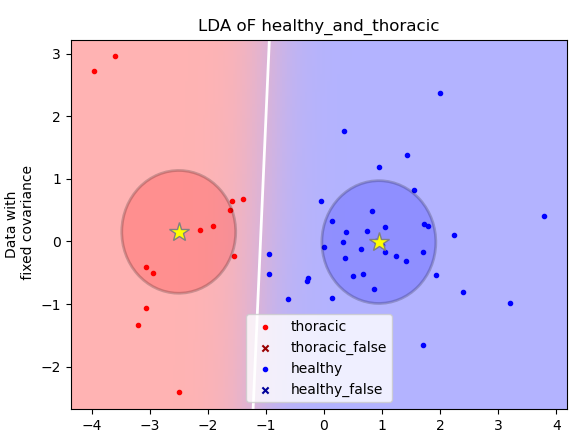 LDA oF healthy_and_thoracic
Data with
fixed covariance
3
2
1
0
−1
−2
thoracic
thoracic_false
healthy
healthy_false
−4 −3 −2 −1 0 1 2 3 4